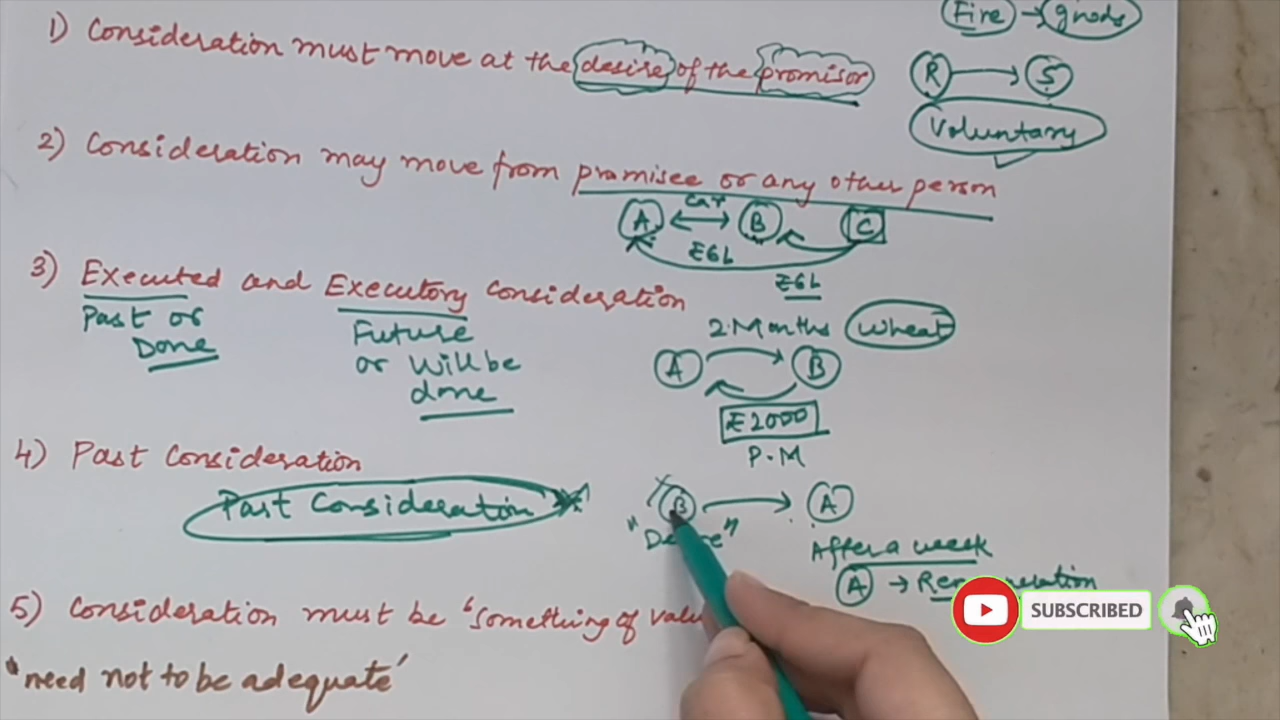 Fire → goods
1) Consideration must move at the desire of the promisor
R → S
Voluntary
2) Consideration may move from promisee or any other person
A Car B C
₹6L
₹6L
3) Executed and Executory Consideration
Past or
Done
Future
or will be
done
2 Months Wheat
A B
₹2000
P.M
4) Past Consideration
Past Consideration
B → A
After a week
A →
5) Consideration must be 'Something of
'need not to be adequate'
SUBSCRIBED